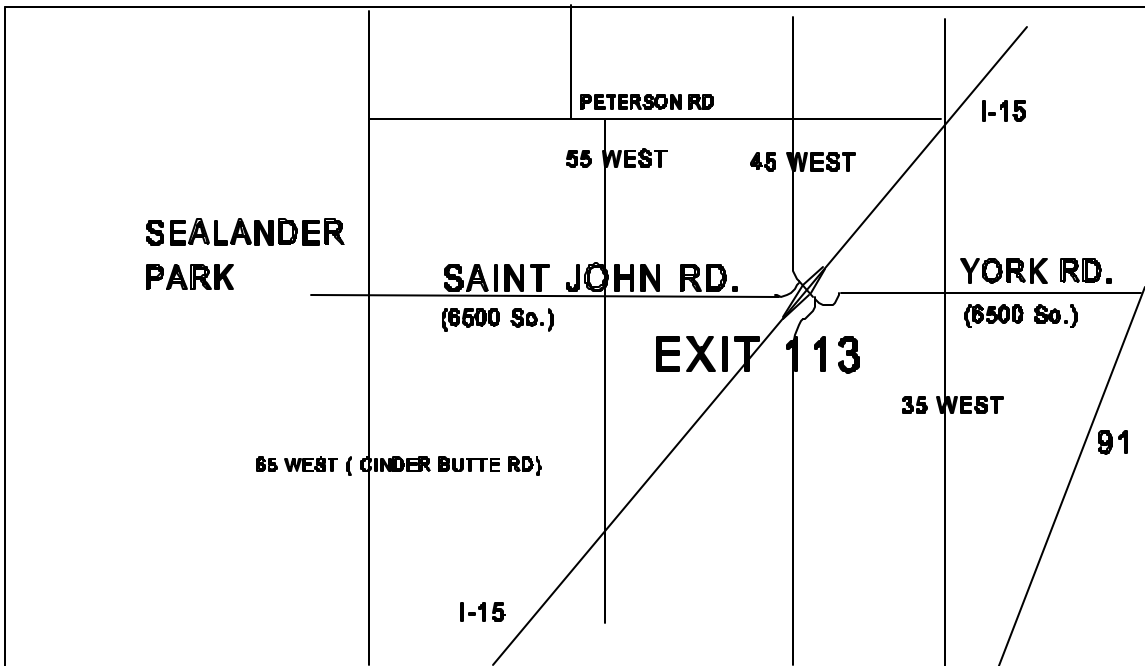 PETERSON RD
I-15
55 WEST
45 WEST
SEALANDER
PARK
SAINT JOHN RD.
(6500 So.)
YORK RD.
(6500 So.)
EXIT 113
35 WEST
91
65 WEST ( CINDER BUTTE RD)
I-15